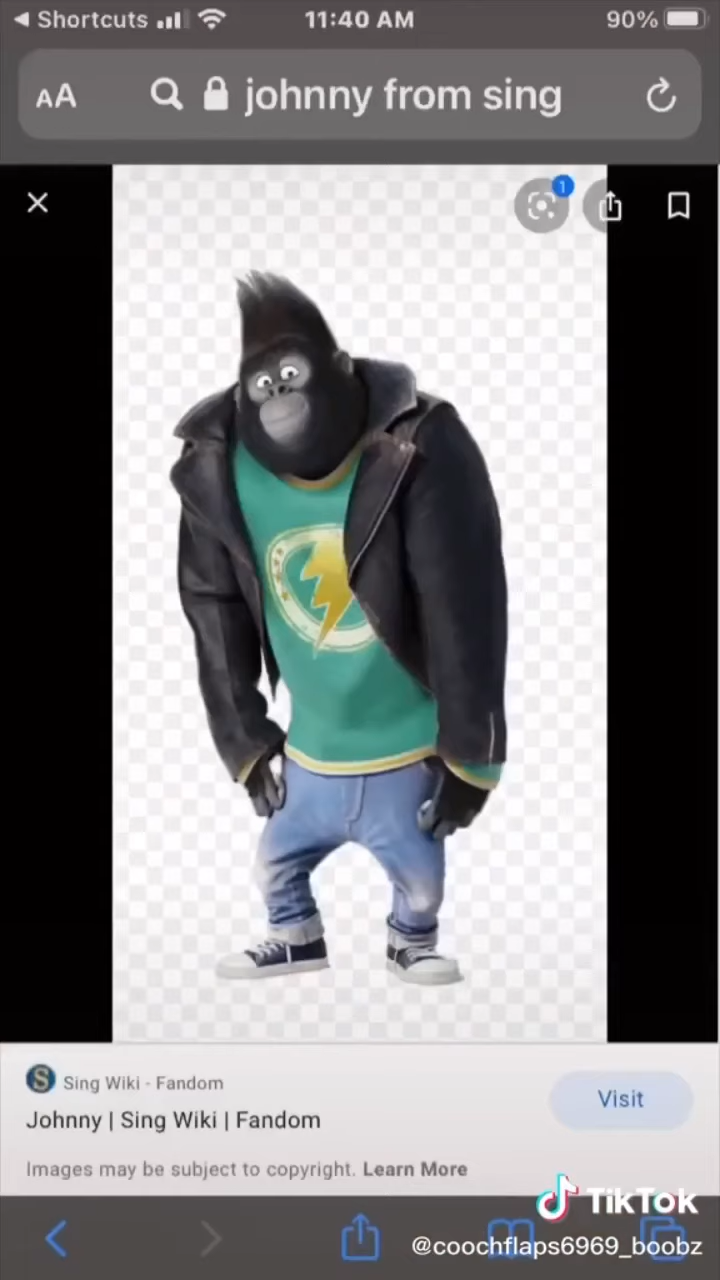 Shortcuts
11:40 AM
90%
AA
johnny from sing
1
S
Sing Wiki - Fandom
Johnny | Sing Wiki | Fandom
Visit
Images may be subject to copyright. Learn More
TikTok
@coochflaps6969_boobz